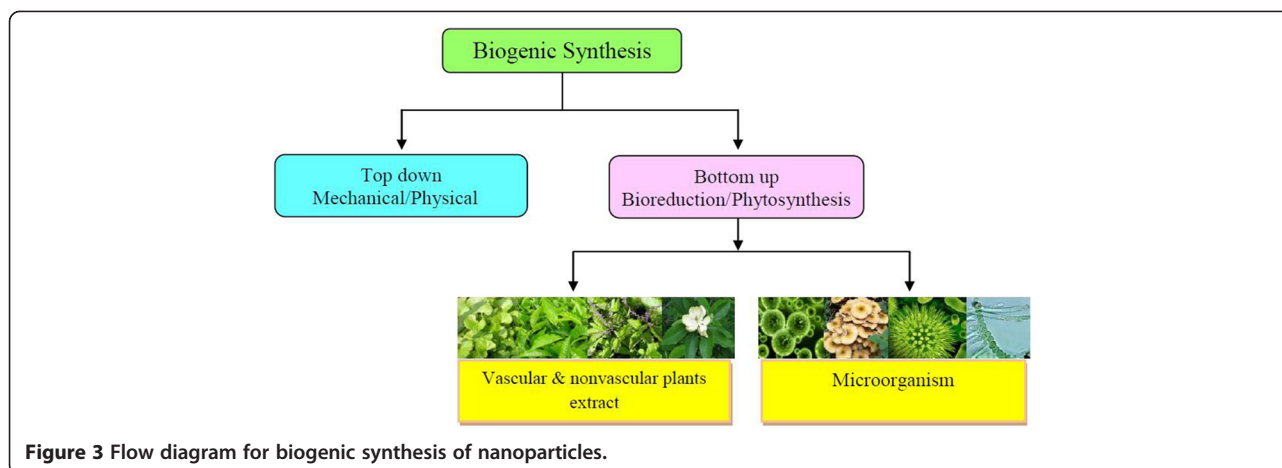 Biogenic Synthesis
Top down
Mechanical/Physical
Bottom up
Bioreduction/Phytosynthesis
Vascular & nonvascular plants
extract
Microorganism
Figure 3 Flow diagram for biogenic synthesis of nanoparticles.